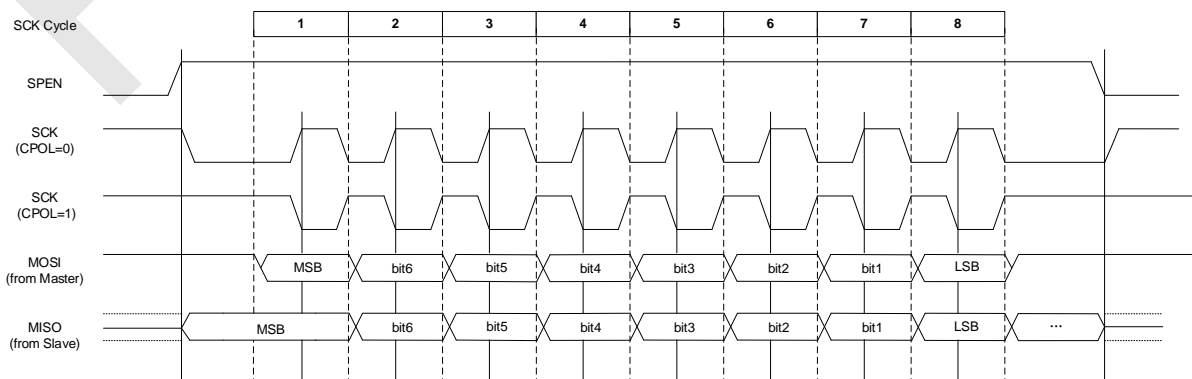 SCK Cycle 1 2 3 4 5 6 7 8
SPEN
SCK
(CPOL=0)
SCK
(CPOL=1)
MOSI
(from Master)
MSB bit6 bit5 bit4 bit3 bit2 bit1 LSB
MISO
(from Slave)
MSB bit6 bit5 bit4 bit3 bit2 bit1 LSB ...